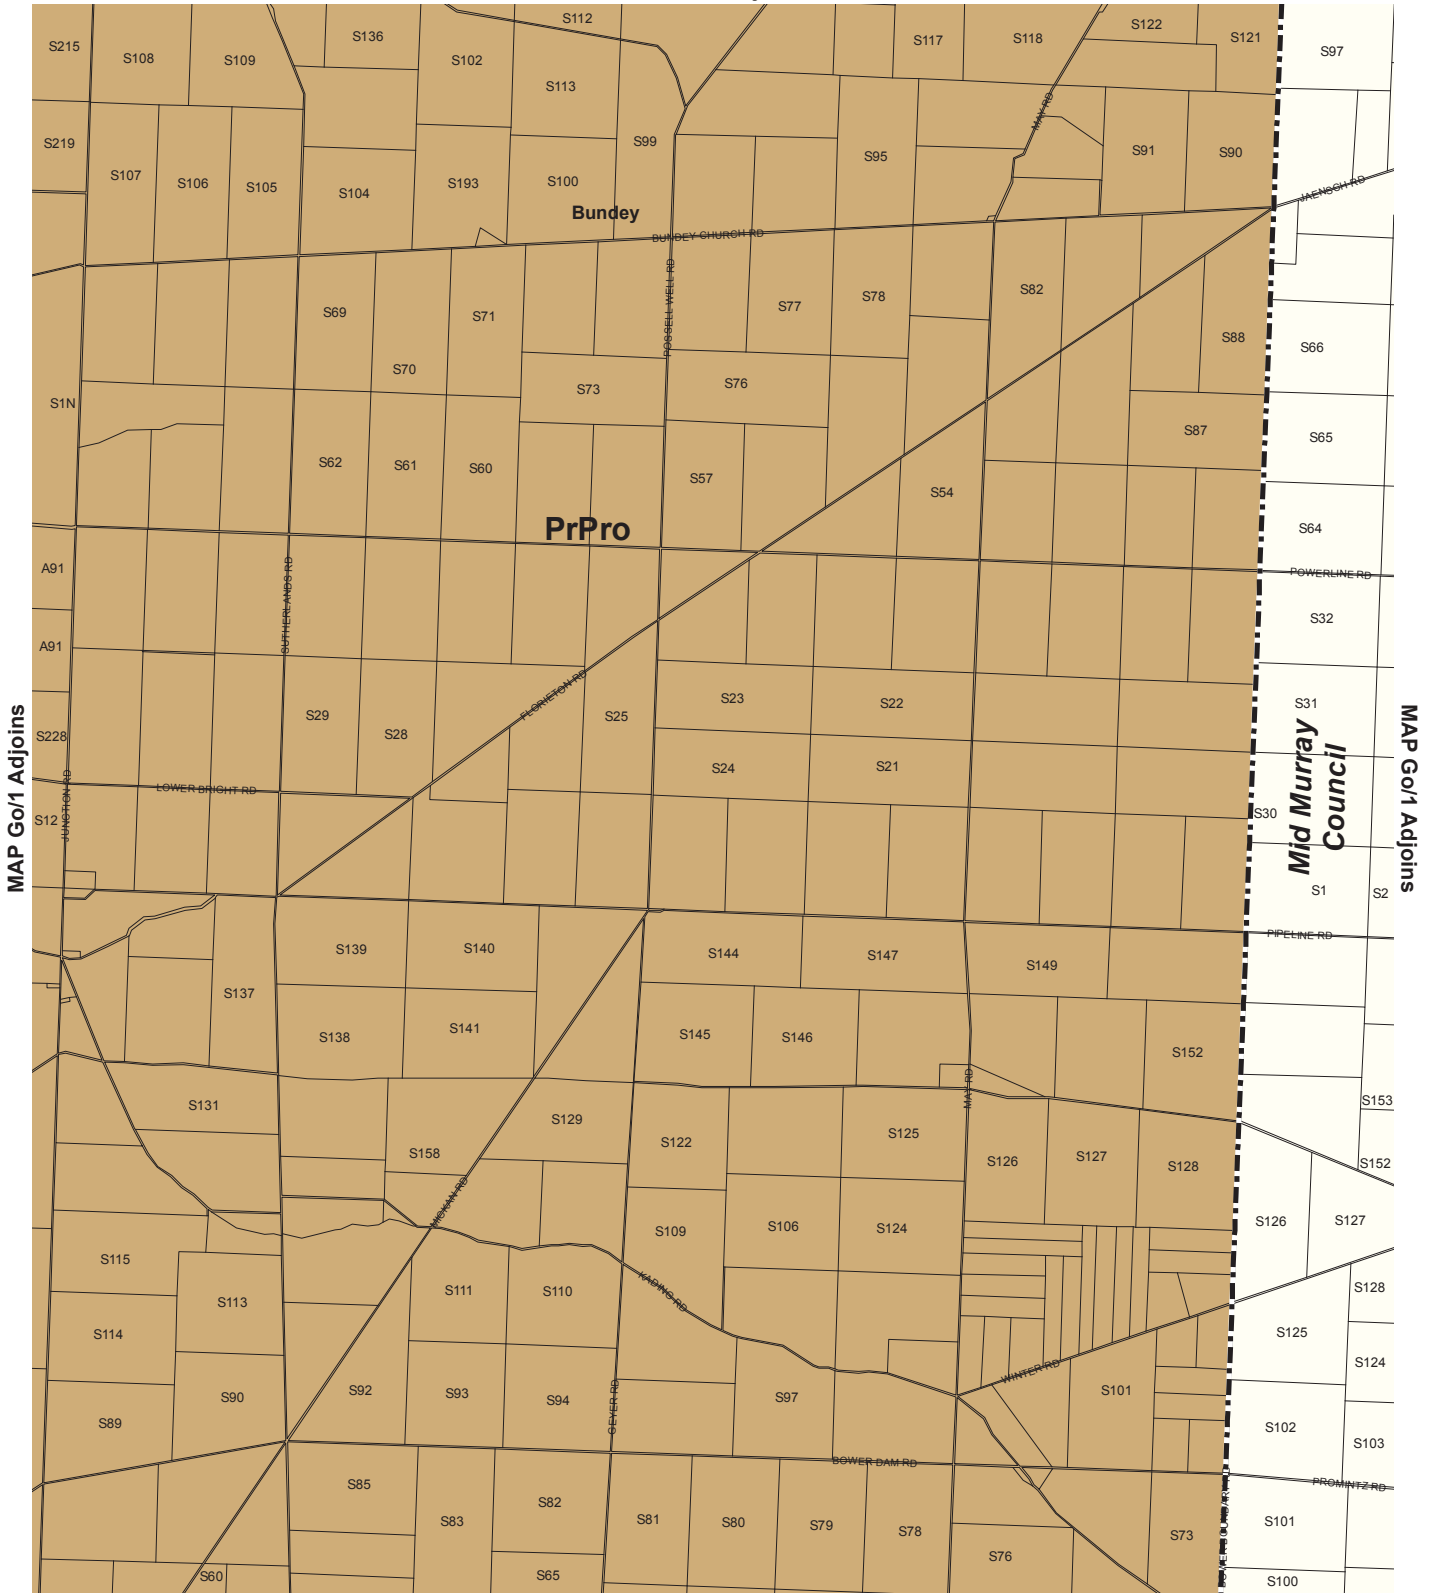 S112
S136
S122
S121
S215
S117
S118
S97
S108
S109
S102
S113
MAY RD
S219
S99
S95
S91
S90
S107
S106
S105
S104
S193
S100
JAENSCH RD
Bundey
BUNDEY CHURCH RD
POSSELL WELL RD
S82
S69
S71
S77
S78
S88
S66
S70
S73
S76
S1N
S87
S65
S62
S61
S60
S57
S54
PrPro
S64
A91
SUTHERLANDS RD
POWERLINE RD
S32
A91
MAP Go/1 Adjoins
FLORIETON RD
S23
S22
S31
MAP Go/1 Adjoins
S29
S28
S25
S228
S24
S21
Mid Murray
Council
JUNCTION RD
LOWER BRIGHT RD
S12
S30
S1
S2
PIPELINE RD
S139
S140
S144
S147
S149
S137
S138
S141
S145
S146
S152
MAY RD
S131
S129
S153
S122
S125
S158
S126
S127
S128
S152
MICKAN RD
S109
S106
S124
S126
S127
S115
KADING RD
S111
S110
S128
S113
S114
S125
WINTER RD
S124
S92
S93
S94
GEYER RD
S97
S101
S90
S89
S102
S103
BOWER DAM RD
S85
PROMINTZ RD
S82
S83
S81
S80
S79
S78
S73
S101
BOWER BOUNDARY RD
S76
S60
S65
S100